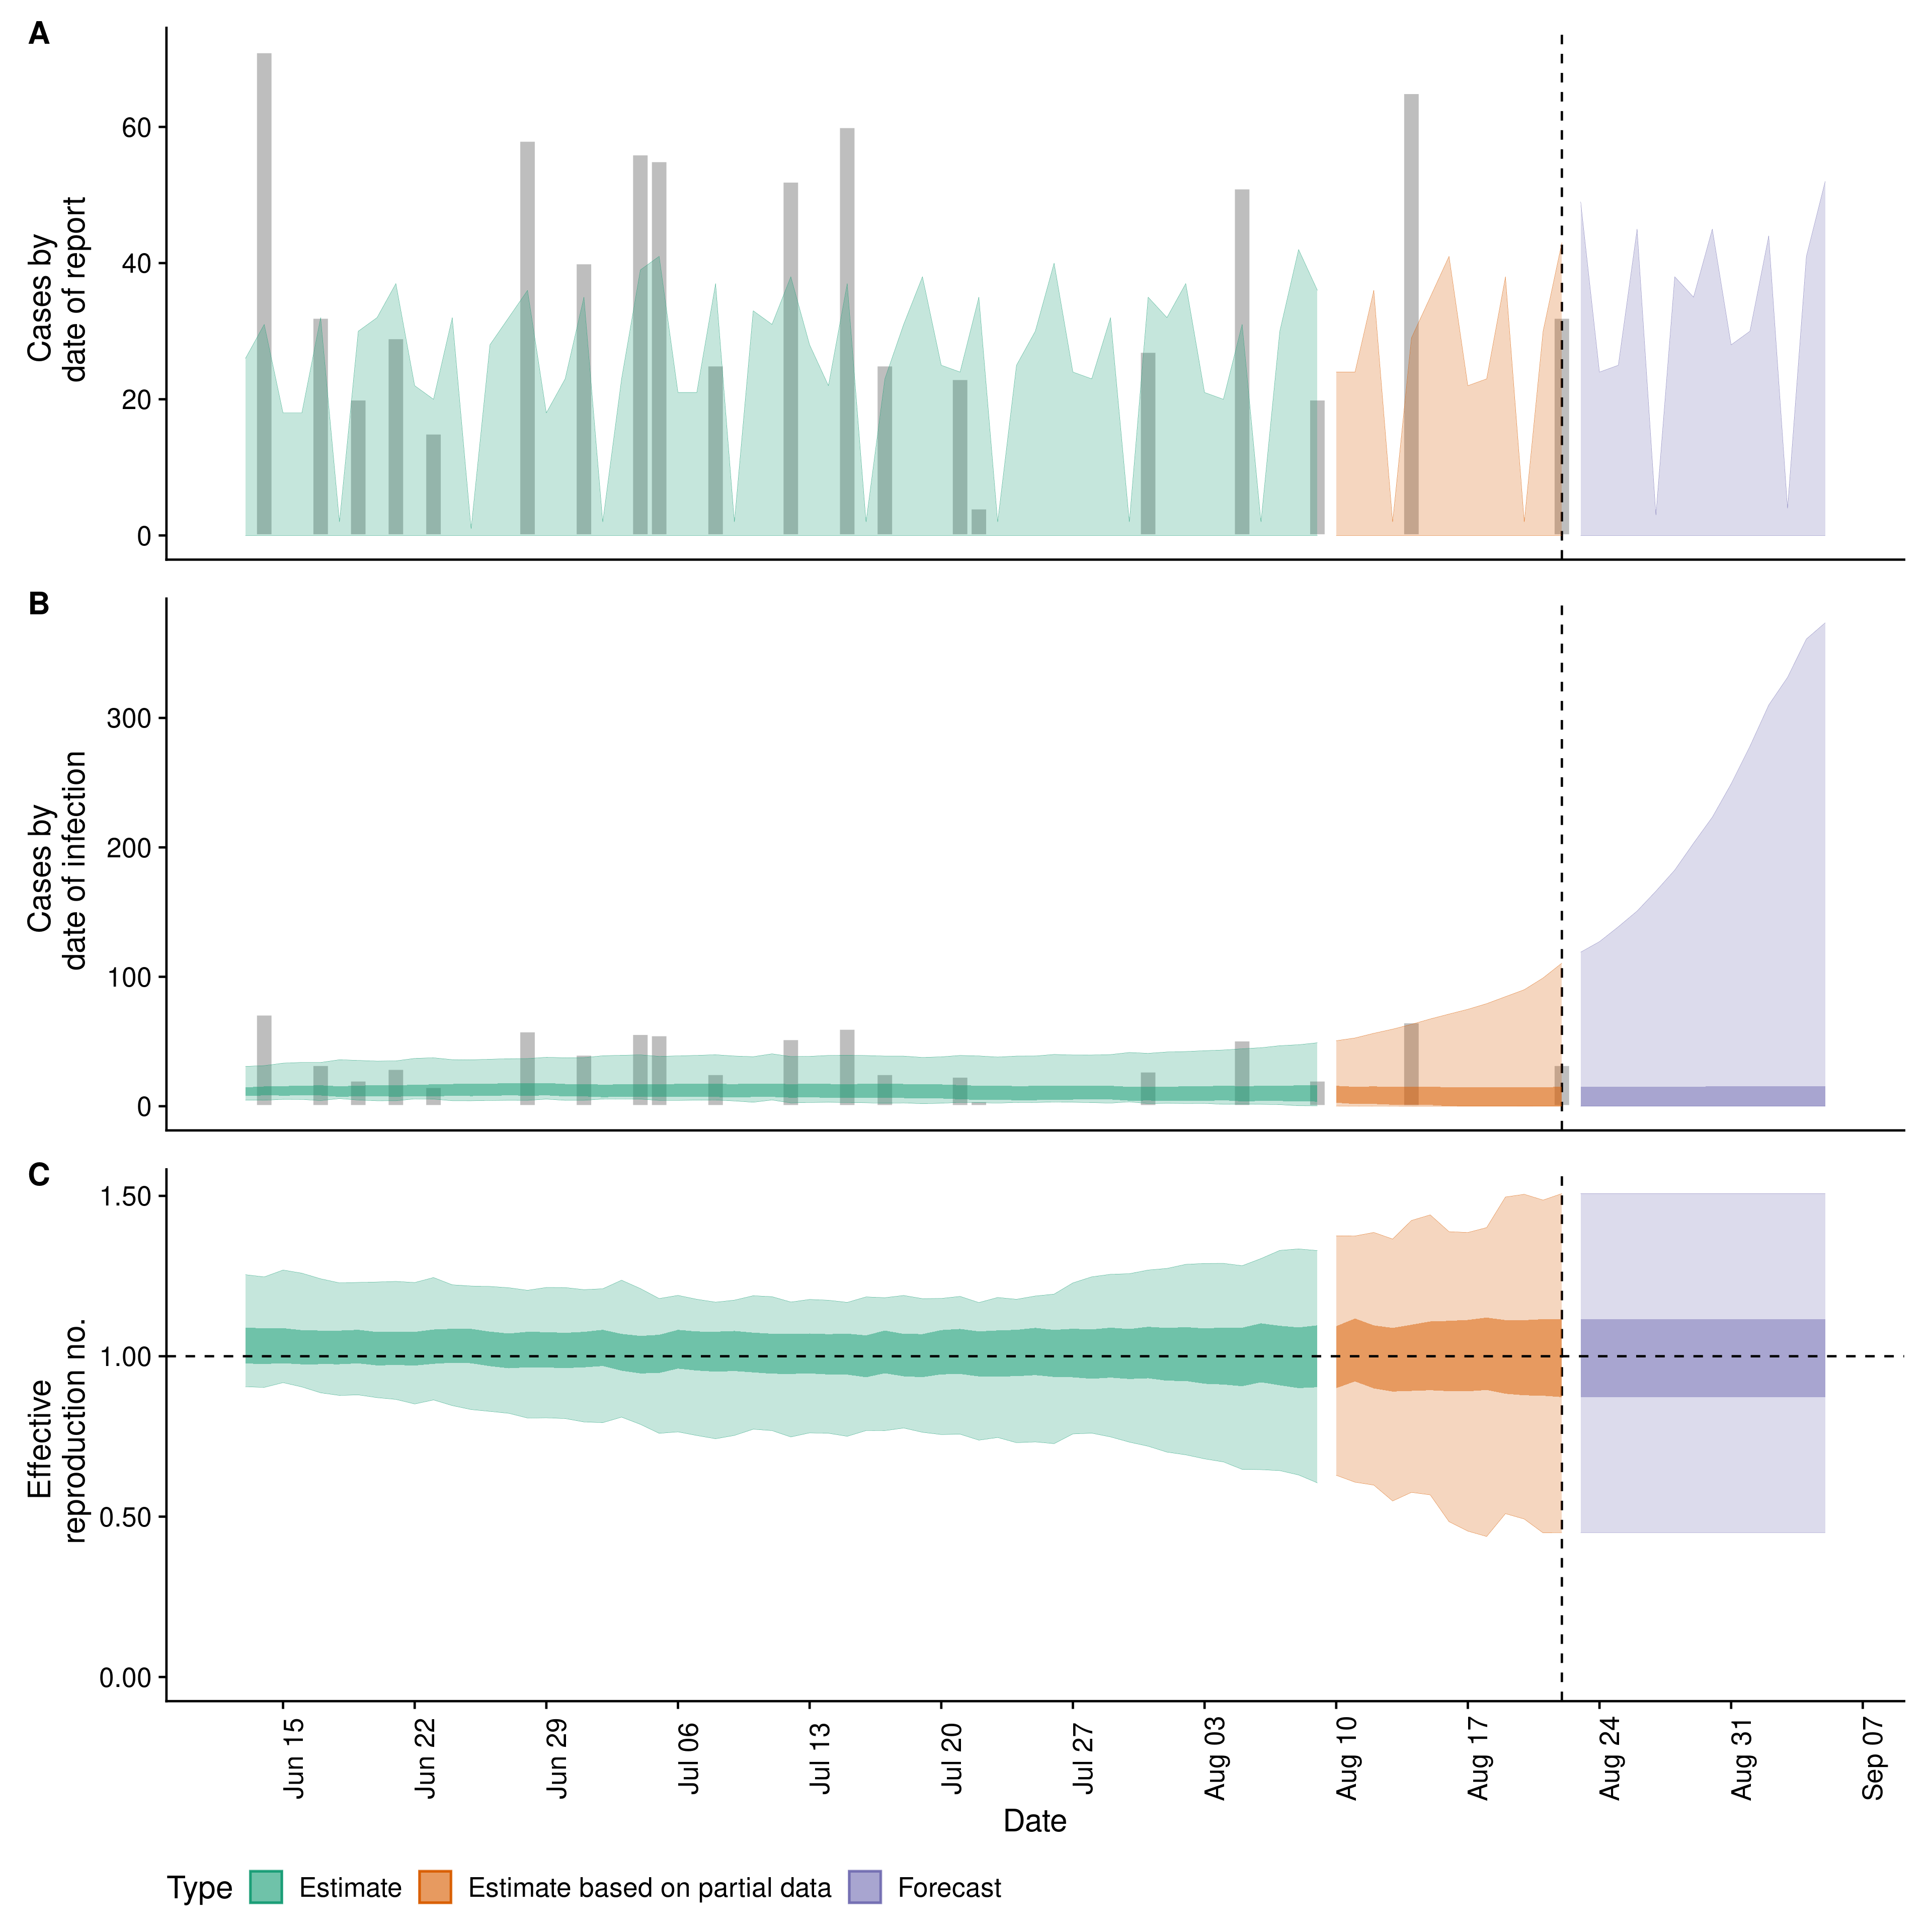 A
Cases by
date of report
60
40
20
0
B
Cases by
date of infection
300
200
100
0
C
Effective
reproduction no.
1.50
1.00
0.50
0.00
Jun 15
Jun 22
Jun 29
Jul 06
Jul 13
Jul 20
Jul 27
Aug 03
Aug 10
Aug 17
Aug 24
Aug 31
Sep 07
Date
Type Estimate Estimate based on partial data Forecast